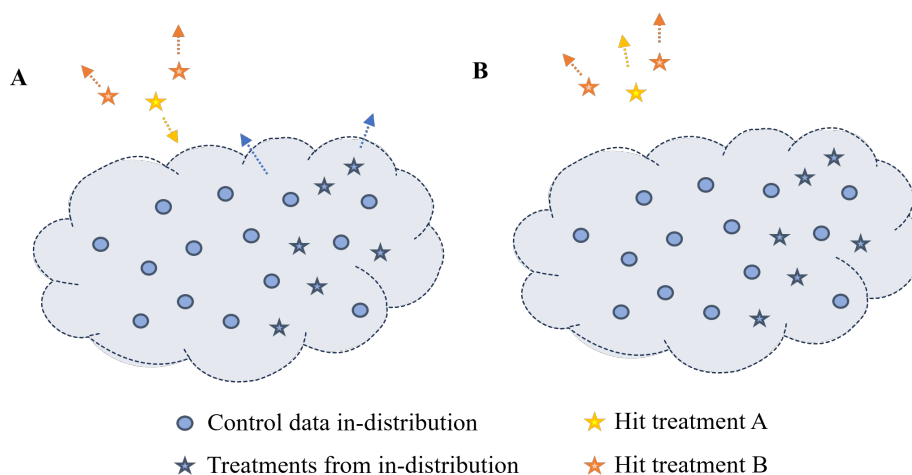 A
B
Control data in-distribution
Hit treatment A
Treatments from in-distribution
Hit treatment B